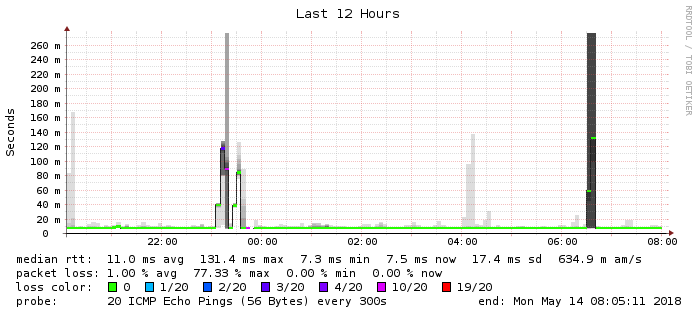 Last 12 Hours
RRDTOOL / TOBI OETIKER
Seconds
260 m
240 m
220 m
200 m
180 m
160 m
140 m
120 m
100 m
80 m
60 m
40 m
20 m
0
22:00 00:00 02:00 04:00 06:00 08:00
median rtt: 11.0 ms avg 131.4 ms max 7.3 ms min 7.5 ms now 17.4 ms sd 634.9 m am/s
packet loss: 1.00 % avg 77.33 % max 0.00 % min 0.00 % now
loss color: 0 1/20 2/20 3/20 4/20 10/20 19/20
probe: 20 ICMP Echo Pings (56 Bytes) every 300s end: Mon May 14 08:05:11 2018